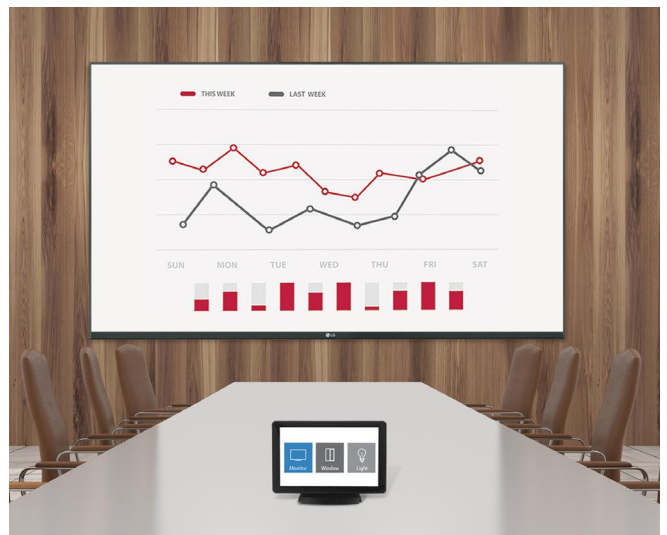 THIS WEEK LAST WEEK
SUN MON TUE WED THU FRI SAT
LG
Monitor Window Light